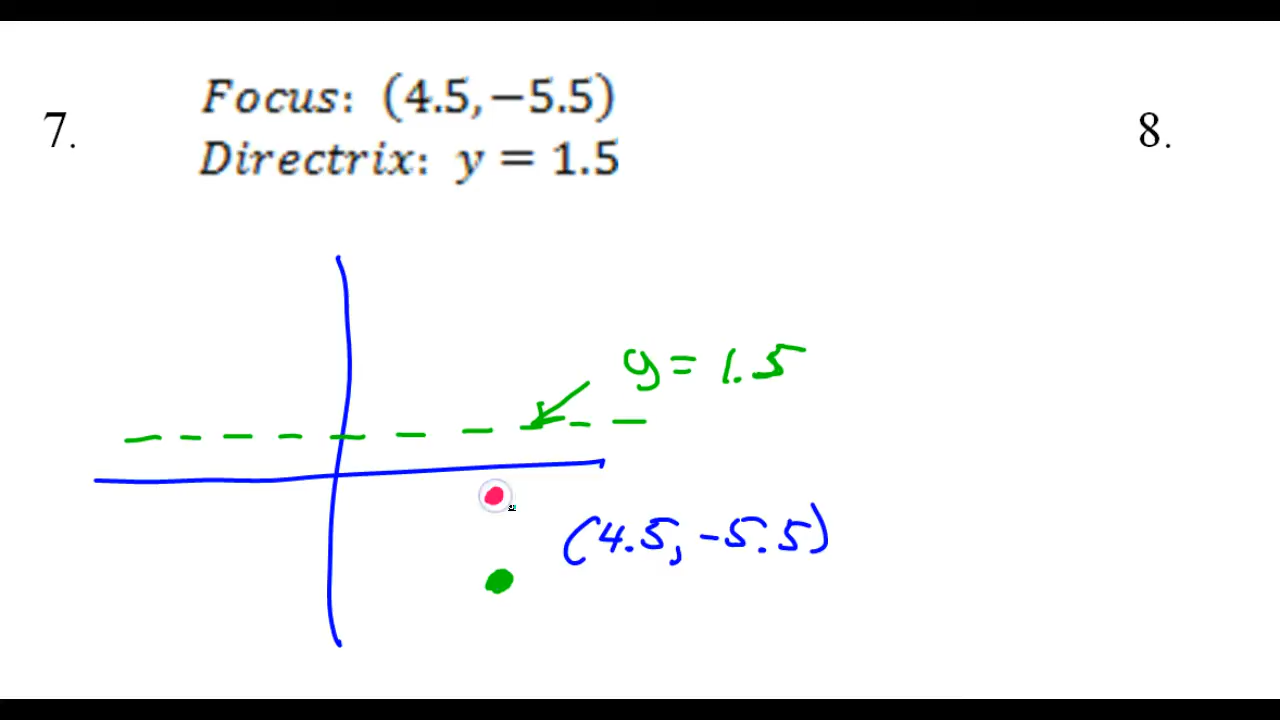 7.
Focus: (4.5, −5.5)
Directrix: y = 1.5
8.
y = 1.5
(4.5, -5.5)